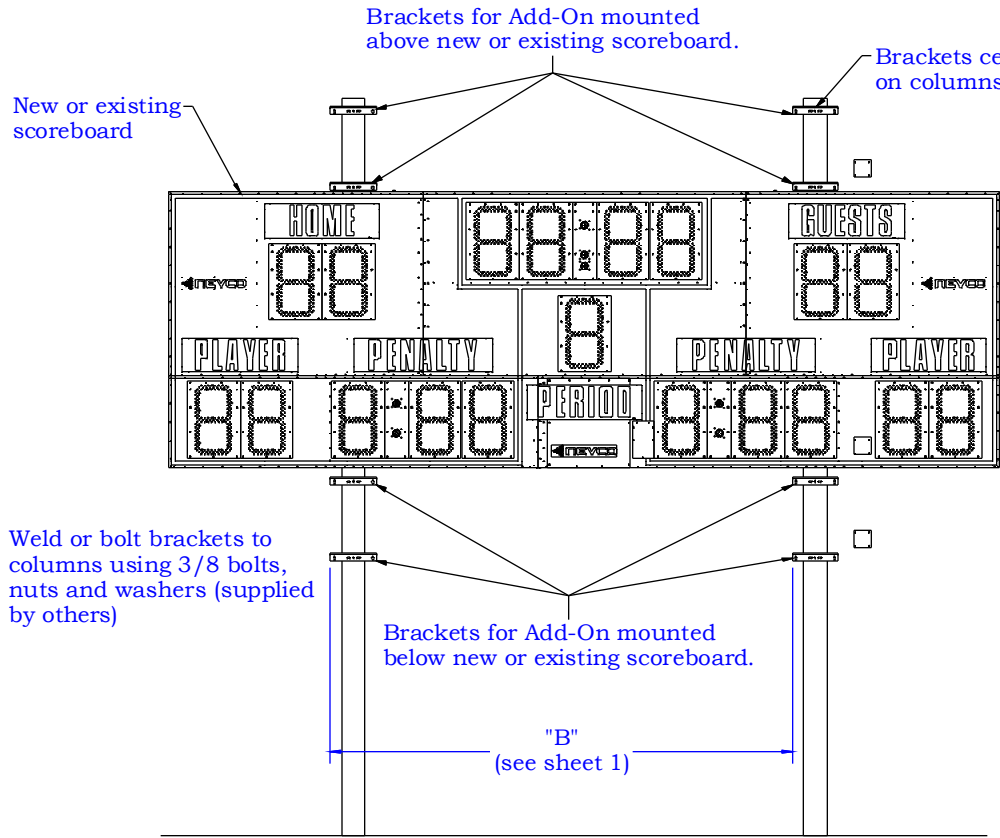 Brackets for Add-On mounted
above new or existing scoreboard.
Brackets ce
on columns
New or existing
scoreboard
HOME
GUESTS
NEVCO
NEVCO
PLAYER
PENALTY
PENALTY
PLAYER
PERIOD
NEVCO
Weld or bolt brackets to
columns using 3/8 bolts,
nuts and washers (supplied
by others)
Brackets for Add-On mounted
below new or existing scoreboard.
"B"
(see sheet 1)